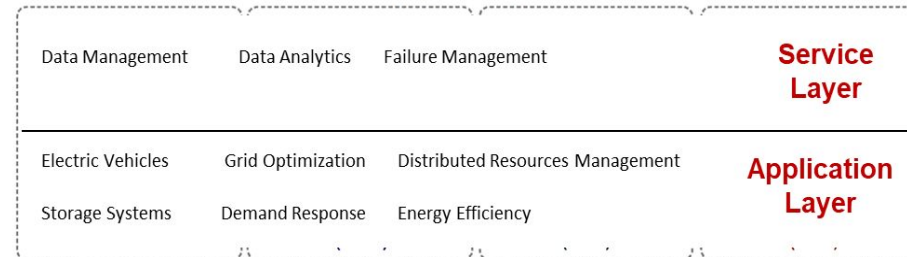 Data Management Data Analytics Failure Management
Service
Layer
Electric Vehicles Grid Optimization Distributed Resources Management
Storage Systems Demand Response Energy Efficiency
Application
Layer